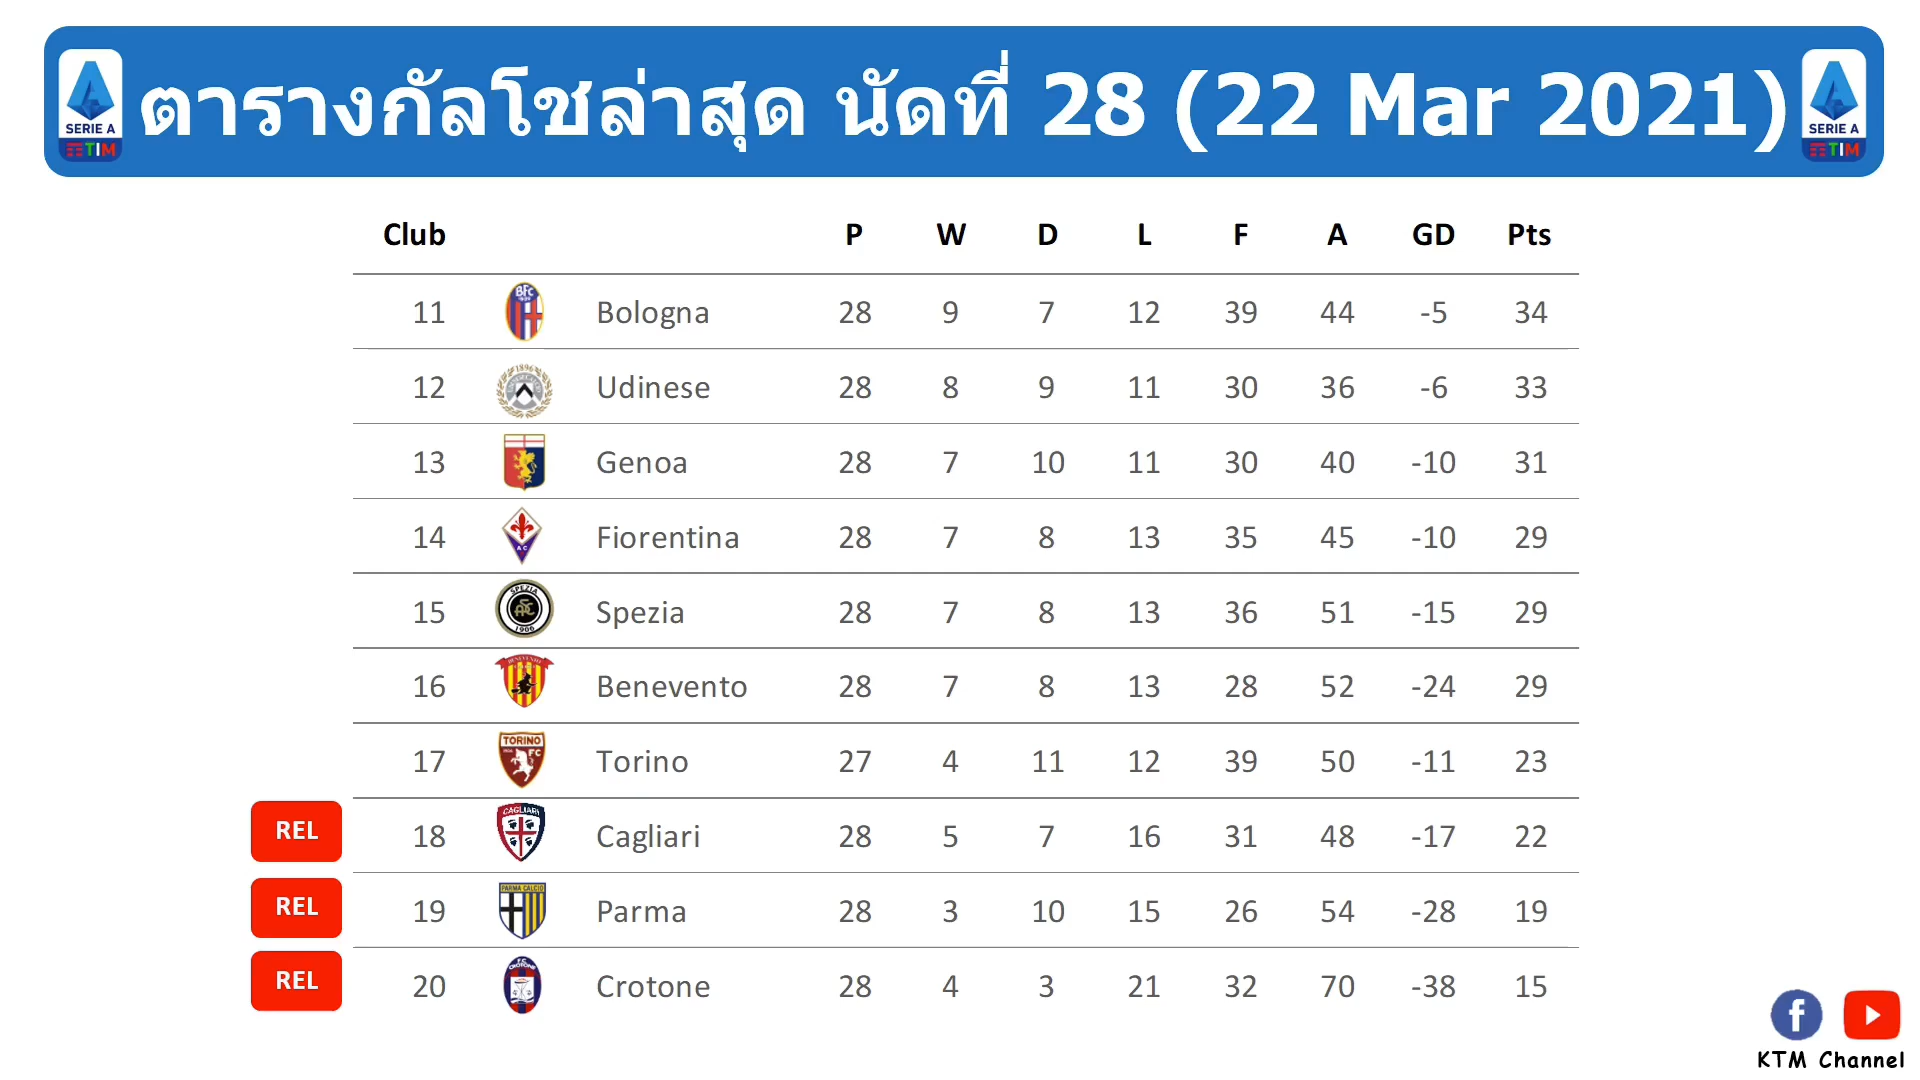 ตารางกัลโชล่าสุด นัดที่ 28 (22 Mar 2021)
SERIE A
TIM
SERIE A
TIM
Club P W D L F A GD Pts
11 Bologna 28 9 7 12 39 44 -5 34
12 Udinese 28 8 9 11 30 36 -6 33
13 Genoa 28 7 10 11 30 40 -10 31
14 Fiorentina 28 7 8 13 35 45 -10 29
15 Spezia 28 7 8 13 36 51 -15 29
16 Benevento 28 7 8 13 28 52 -24 29
17 Torino 27 4 11 12 39 50 -11 23
REL 18 Cagliari 28 5 7 16 31 48 -17 22
REL 19 Parma 28 3 10 15 26 54 -28 19
REL 20 Crotone 28 4 3 21 32 70 -38 15
KTM Channel